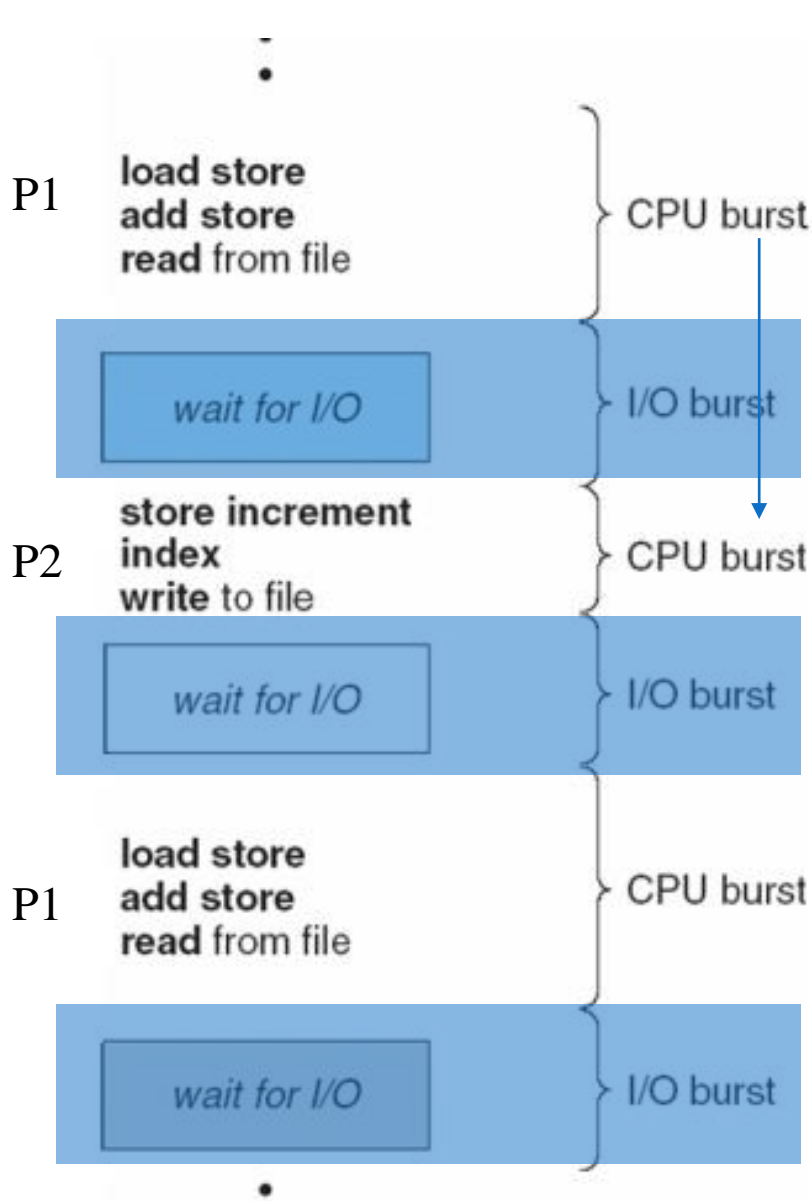 load store
P1 add store CPU burst
read from file
wait for I/O I/O burst
store increment
P2 index CPU burst
write to file
wait for I/O I/O burst
load store
P1 add store CPU burst
read from file
wait for I/O I/O burst